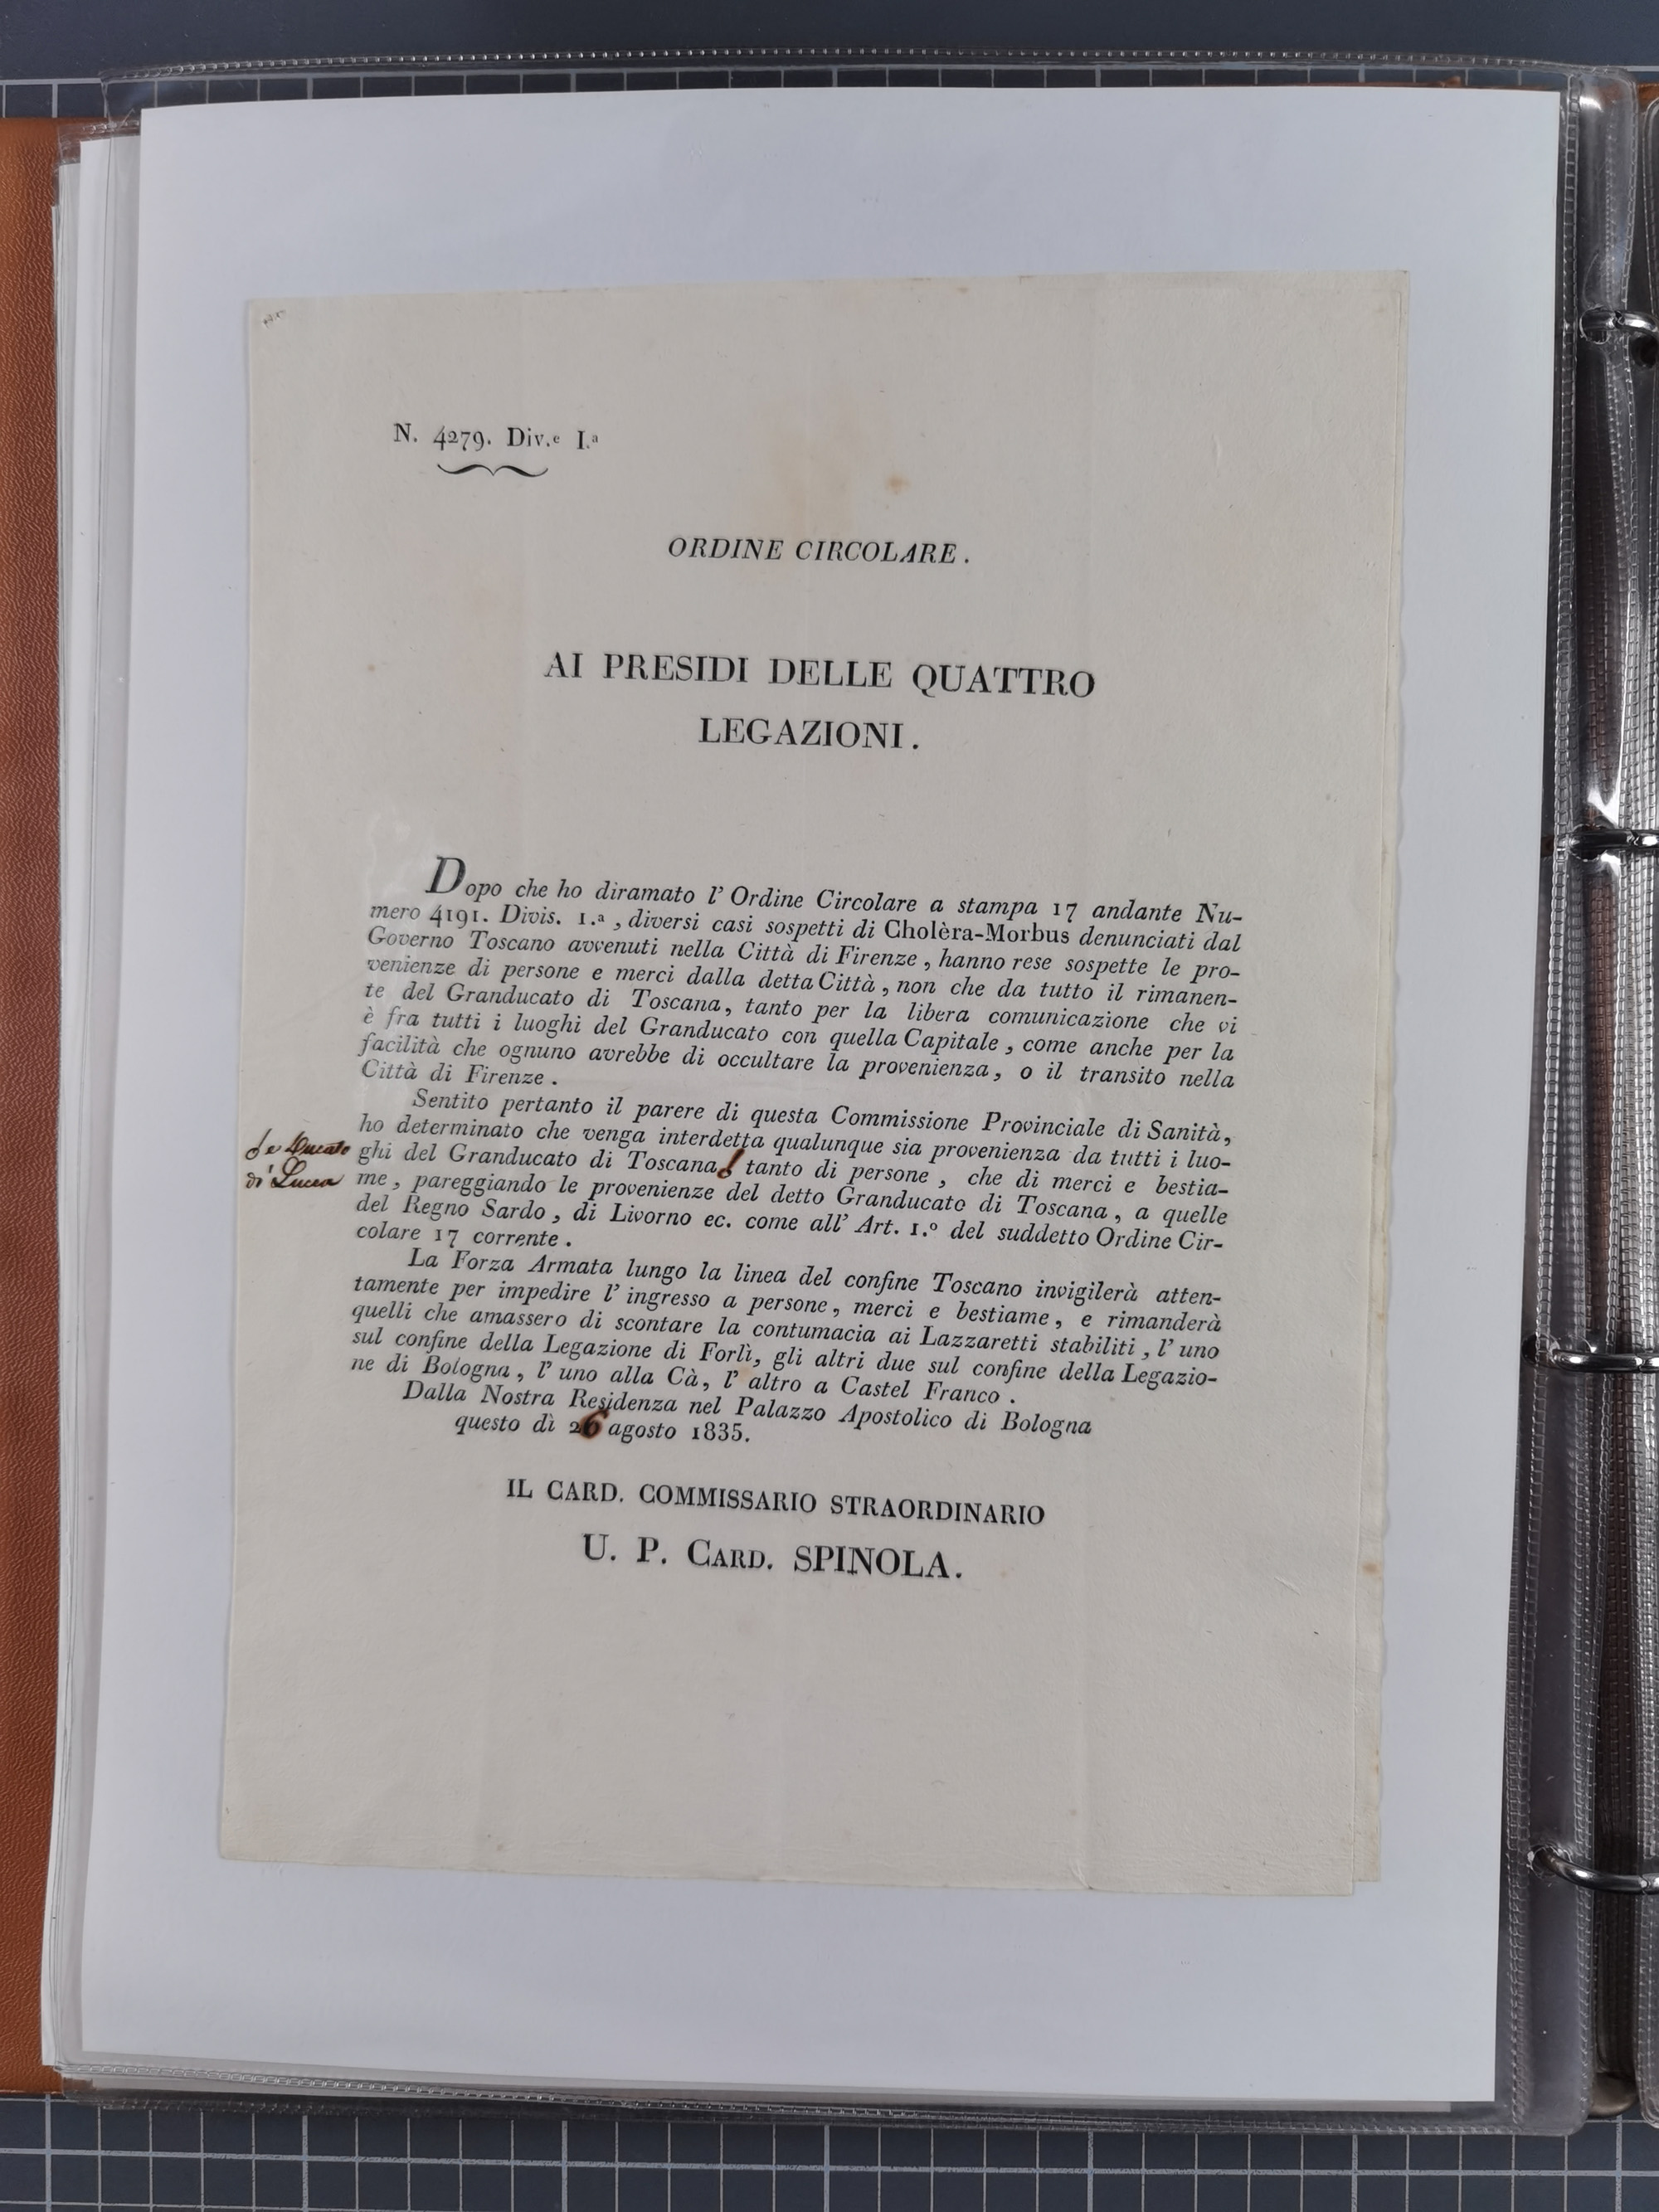 N. 4279. Div.e I.a
ORDINE CIRCOLARE.
AI PRESIDI DELLE QUATTRO
LEGAZIONI.
Dopo che ho diramato l' Ordine Circolare a stampa 17 andante Nu-
mero 4191. Divis. 1.a, diversi casi sospetti di Cholèra-Morbus denunciati dal
Governo Toscano avvenuti nella Città di Firenze, hanno rese sospette le pro-
venienze di persone e merci dalla detta Città, non che da tutto il rimanen-
te del Granducato di Toscana, tanto per la libera comunicazione che vi
è fra tutti i luoghi del Granducato con quella Capitale, come anche per la
facilità che ognuno avrebbe di occultare la provenienza, o il transito nella
Città di Firenze.
Sentito pertanto il parere di questa Commissione Provinciale di Sanità,
ho determinato che venga interdetta qualunque sia provenienza da tutti i luo-
e Ducato
ghi del Granducato di Toscana tanto di persone, che di merci e bestia-
di Lucca
me, pareggiando le provenienze del detto Granducato di Toscana, a quelle
del Regno Sardo, di Livorno ec. come all' Art. 1.o del suddetto Ordine Cir-
colare 17 corrente.
La Forza Armata lungo la linea del confine Toscano invigilerà atten-
tamente per impedire l' ingresso a persone, merci e bestiame, e rimanderà
quelli che amassero di scontare la contumacia ai Lazzaretti stabiliti, l' uno
sul confine della Legazione di Forlì, gli altri due sul confine della Legazio-
ne di Bologna, l' uno alla Cà, l' altro a Castel Franco.
Dalla Nostra Residenza nel Palazzo Apostolico di Bologna
questo dì 26 agosto 1835.
IL CARD. COMMISSARIO STRAORDINARIO
U. P. CARD. SPINOLA.